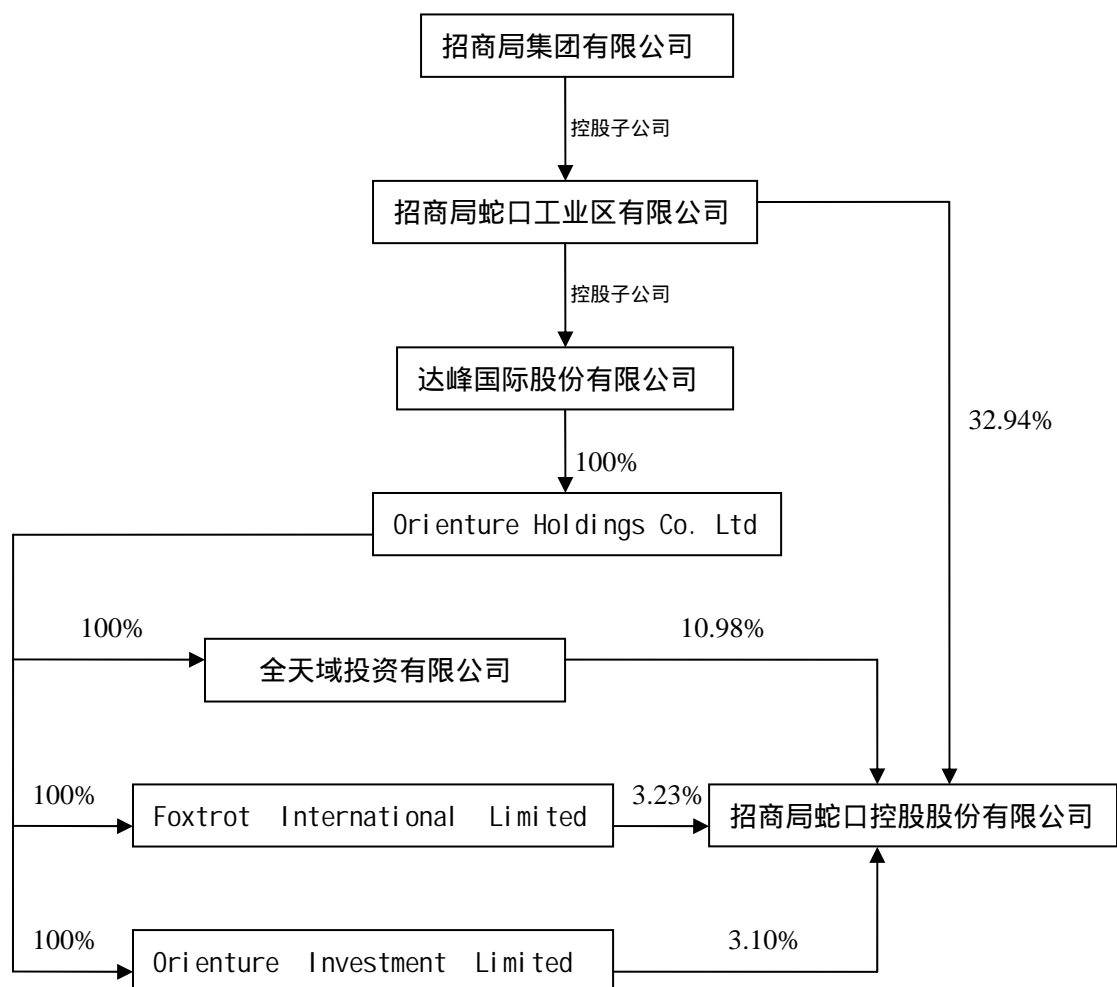 招商局集团有限公司
控股子公司
招商局蛇口工业区有限公司
控股子公司
达峰国际股份有限公司
32.94%
100%
Orienture Holdings Co. Ltd
100%
10.98%
全天域投资有限公司
100%
Foxtrot International Limited
3.23%
招商局蛇口控股股份有限公司
100%
Orienture Investment Limited
3.10%